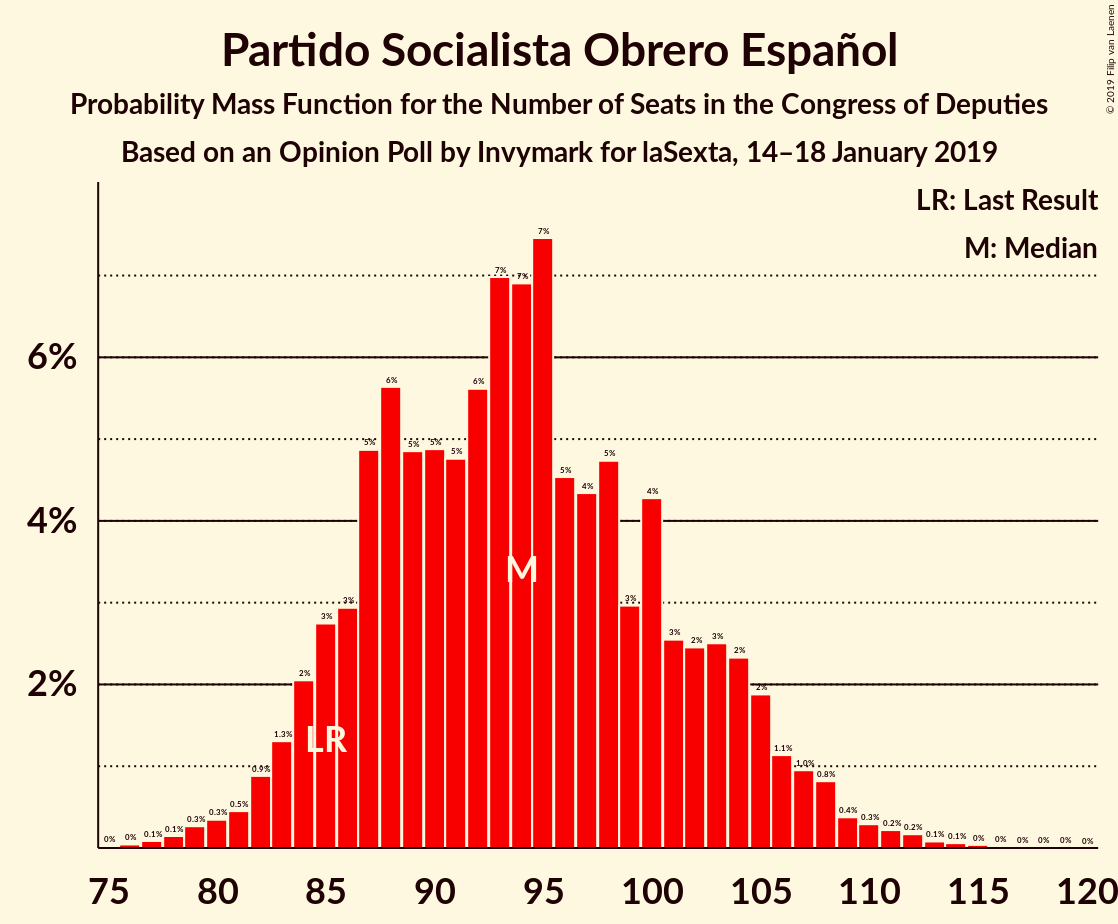 Partido Socialista Obrero Español
Probability Mass Function for the Number of Seats in the Congress of Deputies
Based on an Opinion Poll by Invymark for laSexta, 14–18 January 2019
© 2019 Filip van Laenen
LR: Last Result
M: Median
6%
4%
2%
0% 0% 0.1% 0.1% 0.3% 0.3% 0.5% 0.9% 1.3% 2% 3% 3% 5% 6% 5% 5% 5% 6% 7% 7% 7% 5% 4% 5% 3% 4% 3% 2% 3% 2% 2% 1.1% 1.0% 0.8% 0.4% 0.3% 0.2% 0.2% 0.1% 0.1% 0% 0% 0% 0% 0% 0%
M
LR
75 80 85 90 95 100 105 110 115 120